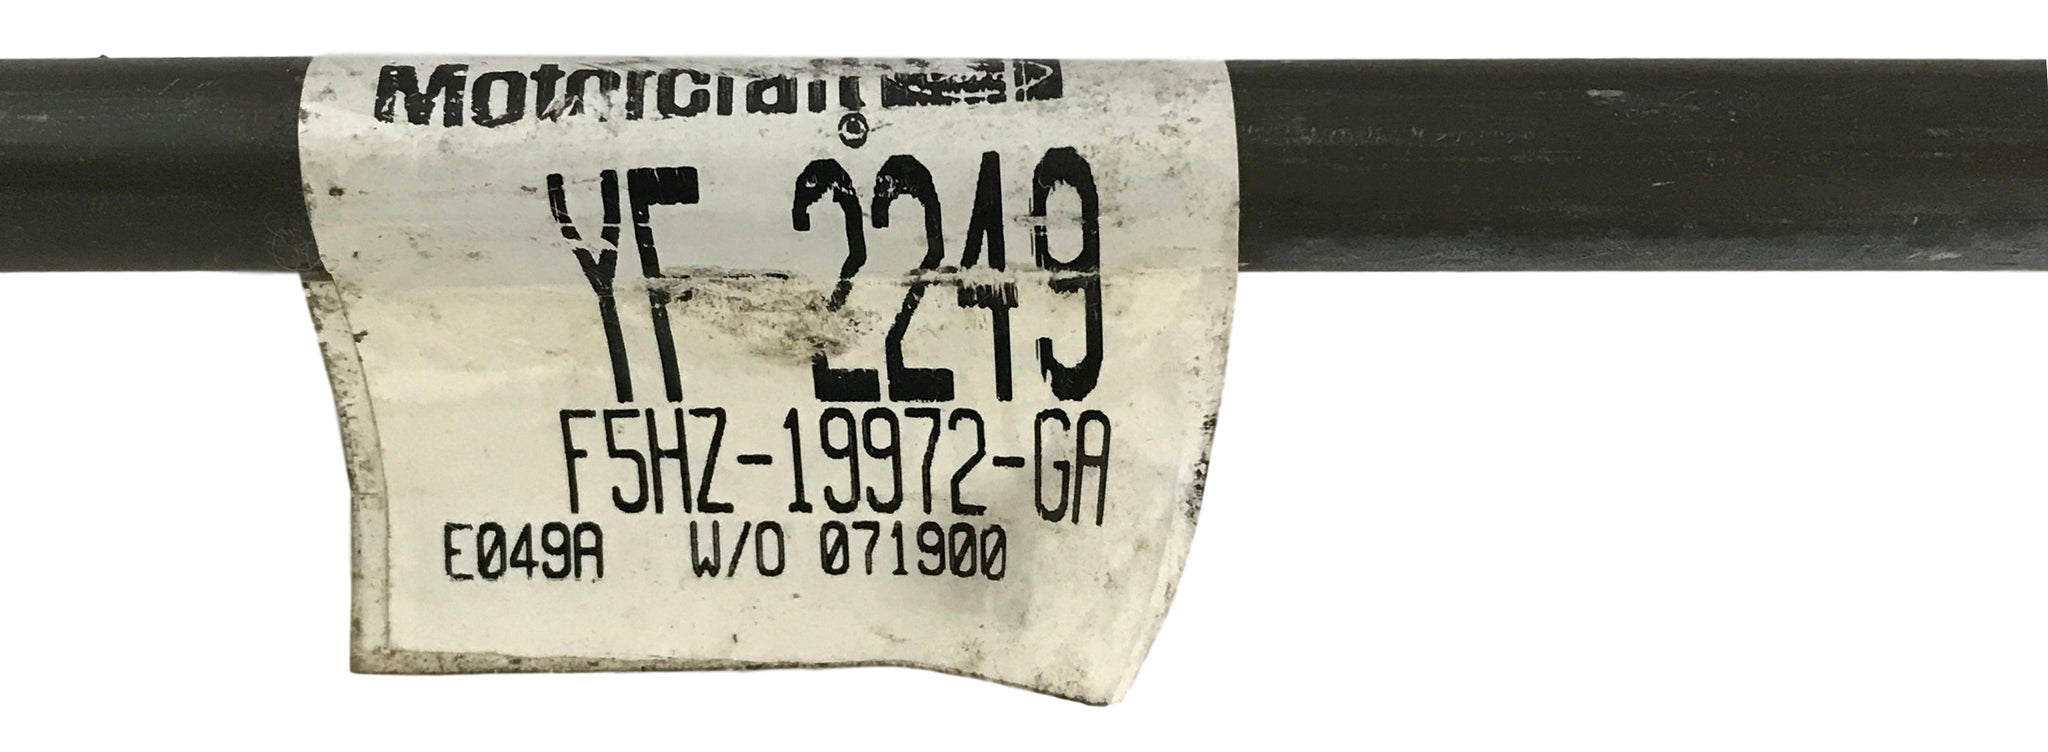 Motorcraft
YF 2249
F5HZ-19972-GA
E049A W/O 071900